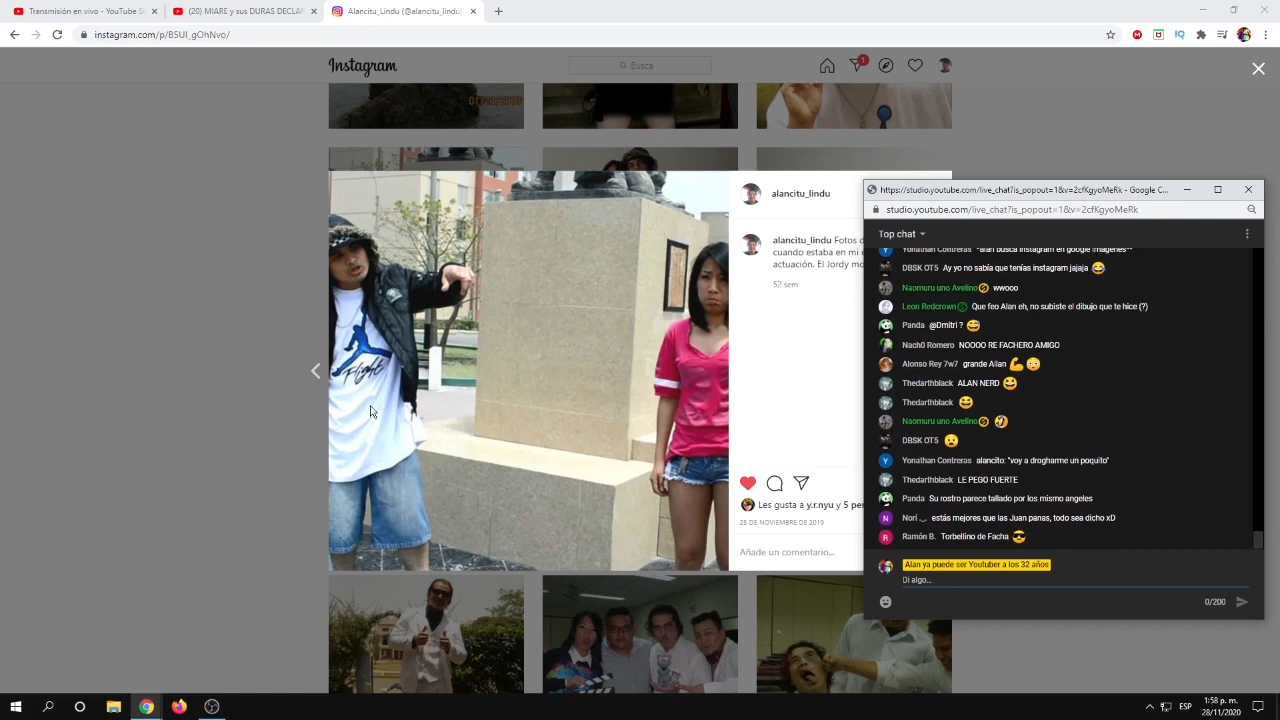 Transmisión en vivo - YouTube St
(20) MIARE y sus DURAS DECLAR
Alancitu_Lindu (@alancitu_lindu)
instagram.com/p/B5UI_gOhNvo/
Instagram
Busca
1
Flight
alancitu_lindu
alancitu_lindu Fotos d
cuando estaba en mi
actuación. El Jordy mo
52 sem
Les gusta a y.r.nyu y 5 per
25 DE NOVIEMBRE DE 2019
Añade un comentario...
https://studio.youtube.com/live_chat?is_popout=1&v=2cfKgyoMeRk - Google C...
studio.youtube.com/live_chat?is_popout=1&v=2cfKgyoMeRk
Top chat
Yonathan Contreras *alan busca instagram en google imagenes**
DBSK OT5 Ay yo no sabía que tenías instagram jajaja 😂
Naomuru uno Avelino wwooo
Leon Redcrown Que feo Alan eh, no subiste el dibujo que te hice (?)
Panda @Dmitri ? 😅
Nach0 Romero NOOOO RE FACHERO AMIGO
Alonso Rey 7w7 grande Allan 💪😳
Thedarthblack ALAN NERD 😄
Thedarthblack 😄
Naomuru uno Avelino 🤣
DBSK OT5 😦
Yonathan Contreras alancito: "voy a drogharme un poquito"
Thedarthblack LE PEGO FUERTE
Panda Su rostro parece tallado por los mismo angeles
N Nori ._. estás mejores que las Juan panas, todo sea dicho xD
R Ramón B. Torbellino de Facha 😎
Alan ya puede ser Youtuber a los 32 años
Di algo...
0/200
ESP
1:58 p. m.
28/11/2020